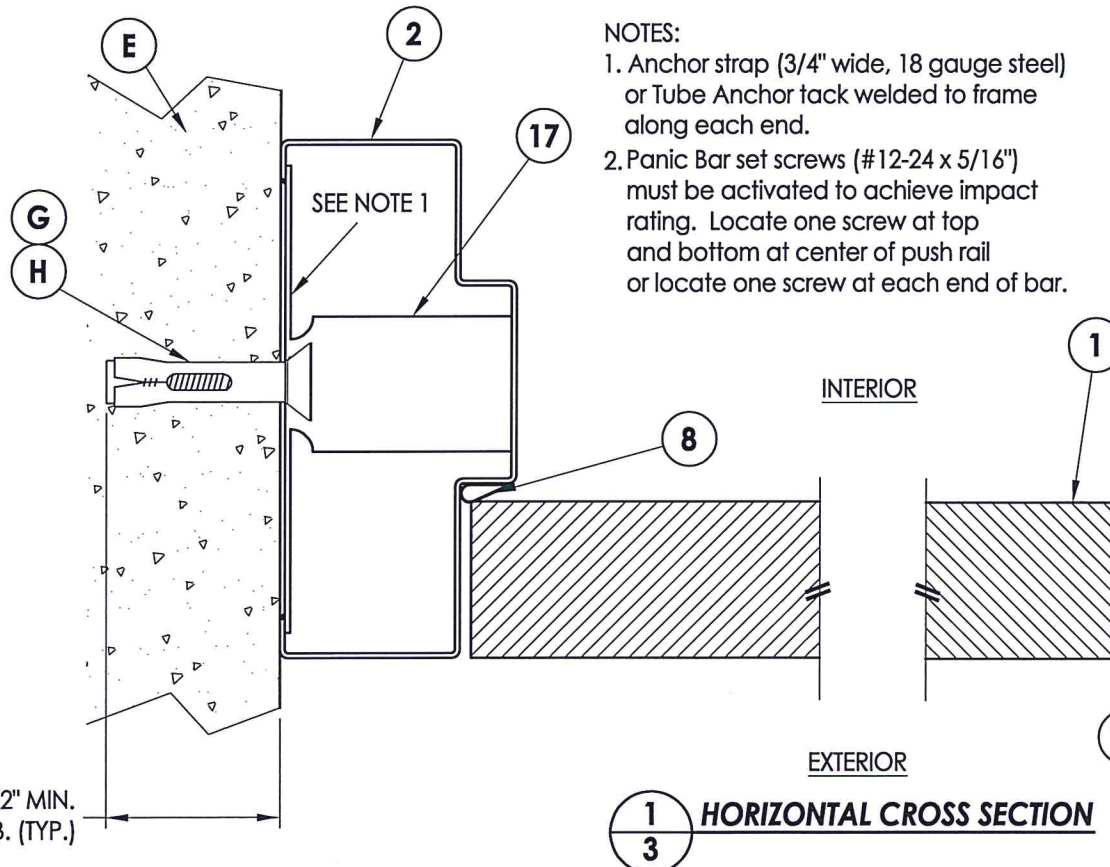 E
2
17
G
H
SEE NOTE 1
NOTES:
1. Anchor strap (3/4" wide, 18 gauge steel)
or Tube Anchor tack welded to frame
along each end.
2. Panic Bar set screws (#12-24 x 5/16")
must be activated to achieve impact
rating. Locate one screw at top
and bottom at center of push rail
or locate one screw at each end of bar.
1
INTERIOR
8
EXTERIOR
2" MIN.
. (TYP.)
1 HORIZONTAL CROSS SECTION
3